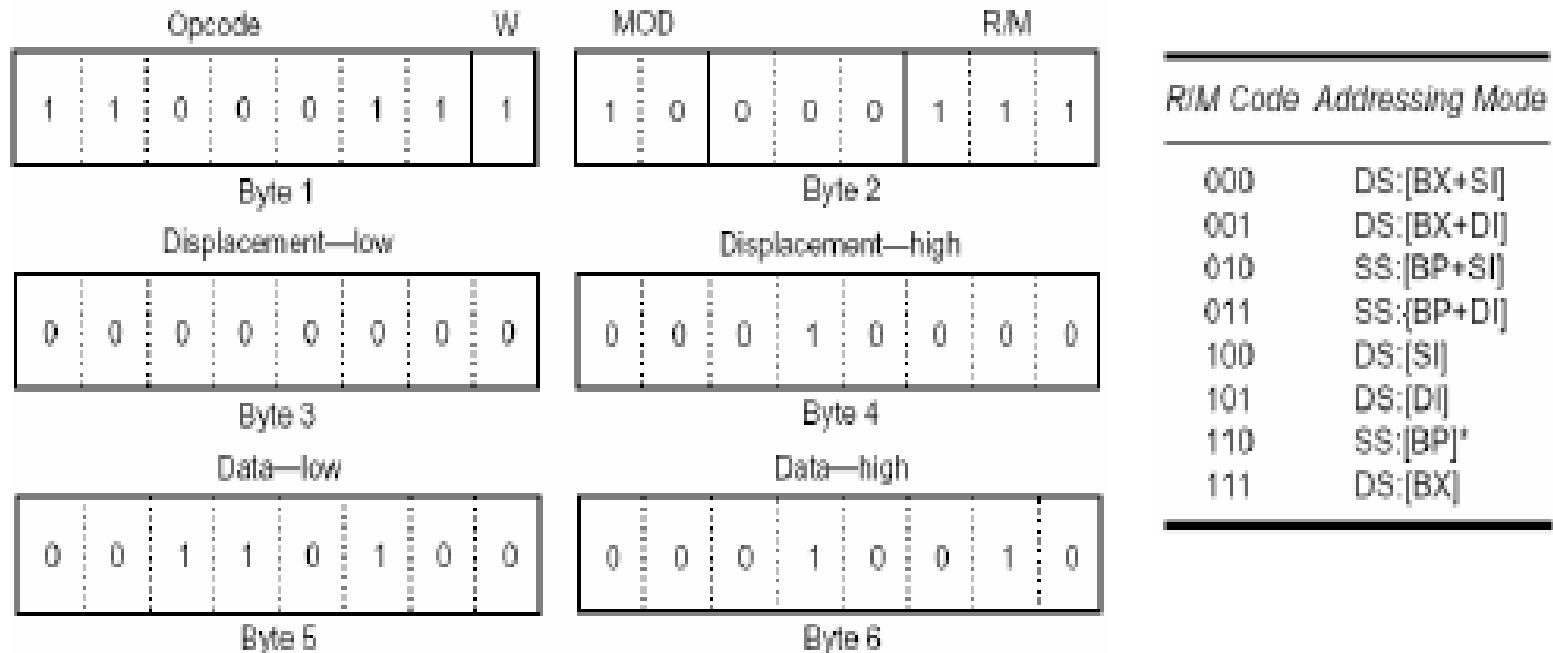 Opcode W
1 1 0 0 0 1 1 1
Byte 1
MOD R/M
1 0 0 0 0 1 1 1
Byte 2
Displacement—low
0 0 0 0 0 0 0 0
Byte 3
Displacement—high
0 0 0 1 0 0 0 0
Byte 4
Data—low
0 0 1 1 0 1 0 0
Byte 5
Data—high
0 0 0 1 0 0 1 0
Byte 6
R/M Code Addressing Mode
000 DS:[BX+SI]
001 DS:[BX+DI]
010 SS:[BP+SI]
011 SS:[BP+DI]
100 DS:[SI]
101 DS:[DI]
110 SS:[BP]*
111 DS:[BX]